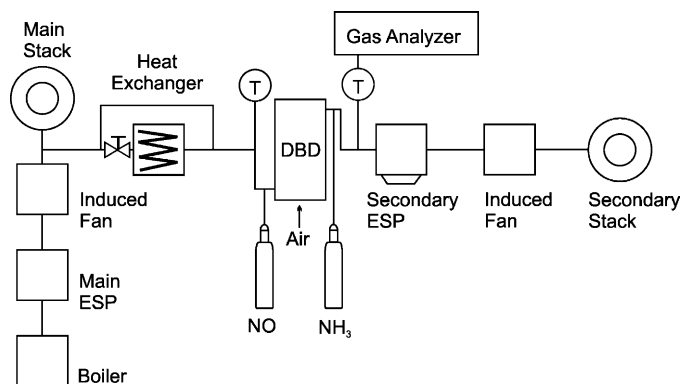 Main
Stack
Heat
Exchanger
Gas Analyzer
T
T
T
DBD
Induced
Fan
Air
Secondary
ESP
Induced
Fan
Secondary
Stack
Main
ESP
NO
NH₃
Boiler